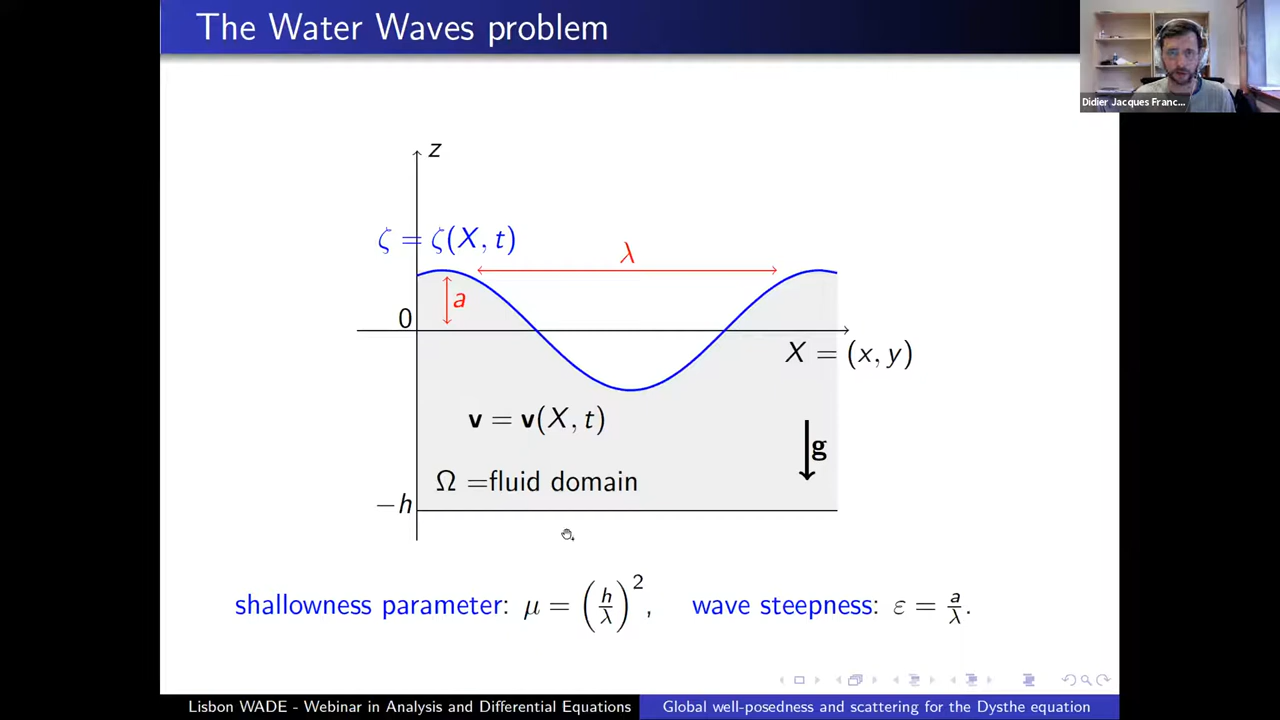 The Water Waves problem
Didier Jacques Franc...
z
ζ = ζ(X, t)
λ
a
0
X = (x, y)
v = v(X, t)
g
Ω =fluid domain
−h
shallowness parameter: μ = (h/λ)², wave steepness: ε = a/λ.
Lisbon WADE - Webinar in Analysis and Differential Equations Global well-posedness and scattering for the Dysthe equation